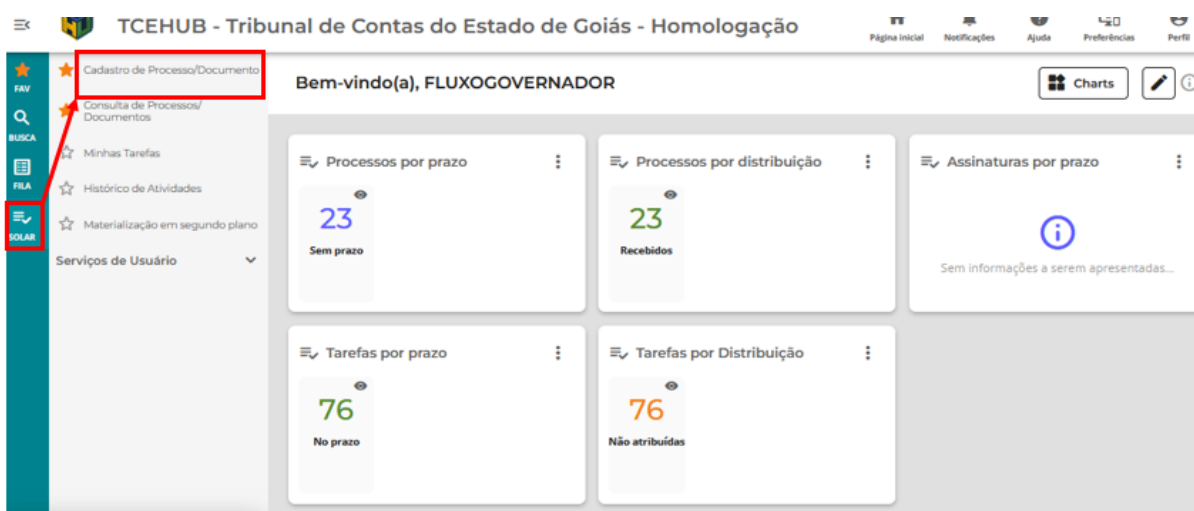 TCEHUB - Tribunal de Contas do Estado de Goiás - Homologação
Página inicial
Notificações
Ajuda
Preferências
Perfil
FAV
BUSCA
FILA
SOLAR
Cadastro de Processo/Documento
Consulta de Processos/
Documentos
Minhas Tarefas
Histórico de Atividades
Materialização em segundo plano
Serviços de Usuário
Bem-vindo(a), FLUXOGOVERNADOR
Charts
Processos por prazo
23
Sem prazo
Processos por distribuição
23
Recebidos
Assinaturas por prazo
Sem informações a serem apresentadas...
Tarefas por prazo
76
No prazo
Tarefas por Distribuição
76
Não atribuídas